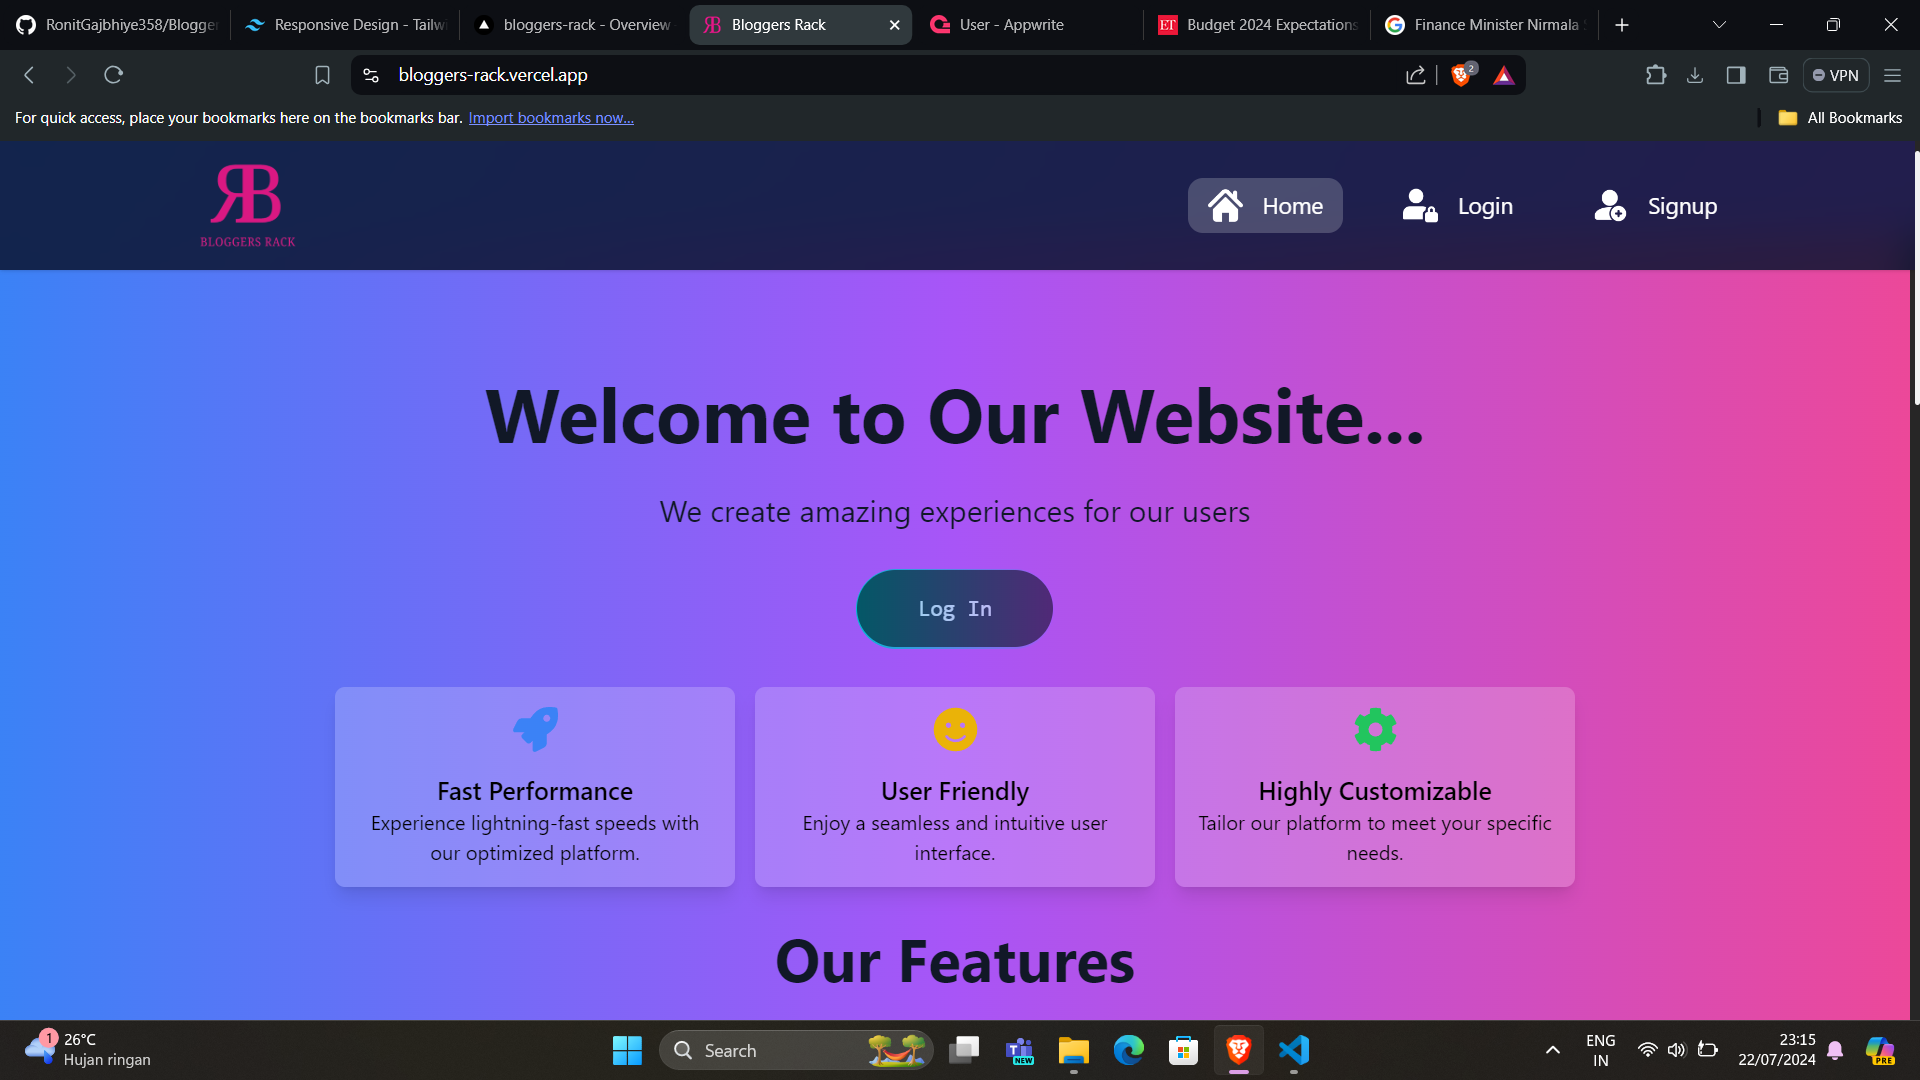 RonitGajbhiye358/Blogge
Responsive Design - Tailw
bloggers-rack - Overview
Bloggers Rack
User - Appwrite
ET
Budget 2024 Expectations
Finance Minister Nirmala
bloggers-rack.vercel.app
2
VPN
For quick access, place your bookmarks here on the bookmarks bar. Import bookmarks now...
All Bookmarks
BLOGGERS RACK
Home
Login
Signup
Welcome to Our Website...
We create amazing experiences for our users
Log In
Fast Performance
Experience lightning-fast speeds with
our optimized platform.
User Friendly
Enjoy a seamless and intuitive user
interface.
Highly Customizable
Tailor our platform to meet your specific
needs.
Our Features
1
26°C
Hujan ringan
Search
NEW
ENG
IN
23:15
22/07/2024
PRE